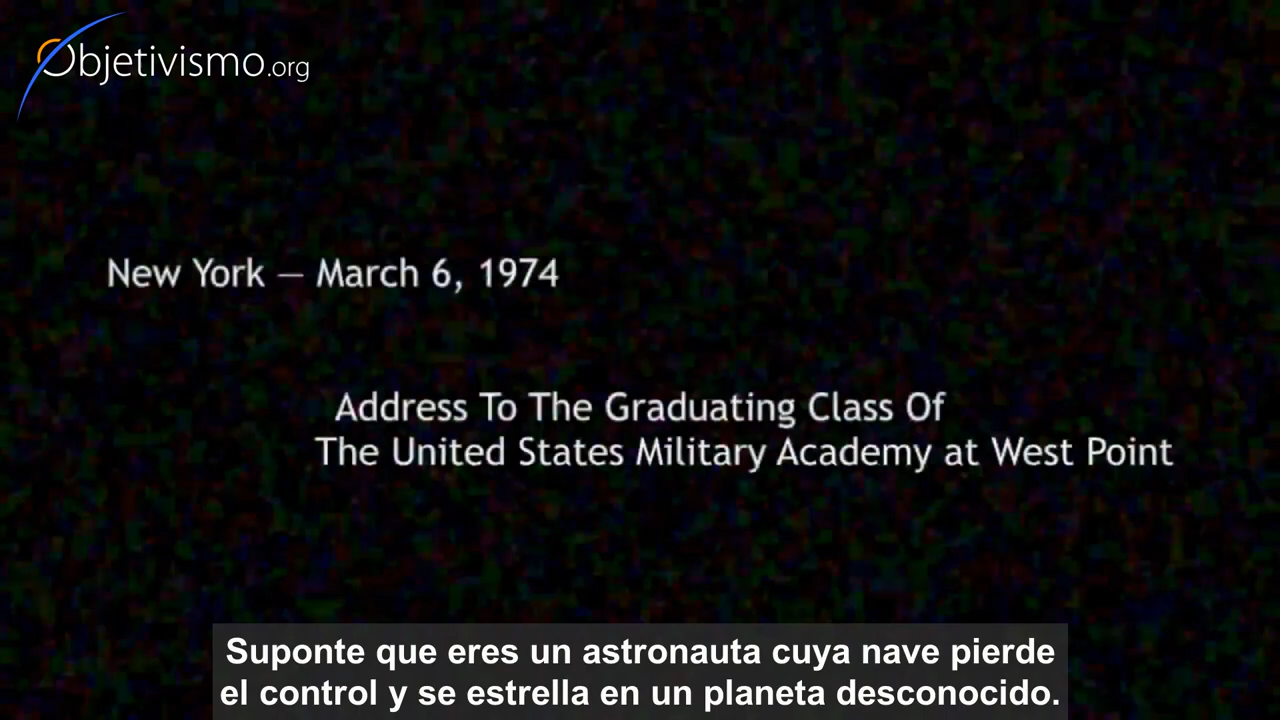 Objetivismo.org
New York — March 6, 1974
Address To The Graduating Class Of
The United States Military Academy at West Point
Suponte que eres un astronauta cuya nave pierde
el control y se estrella en un planeta desconocido.